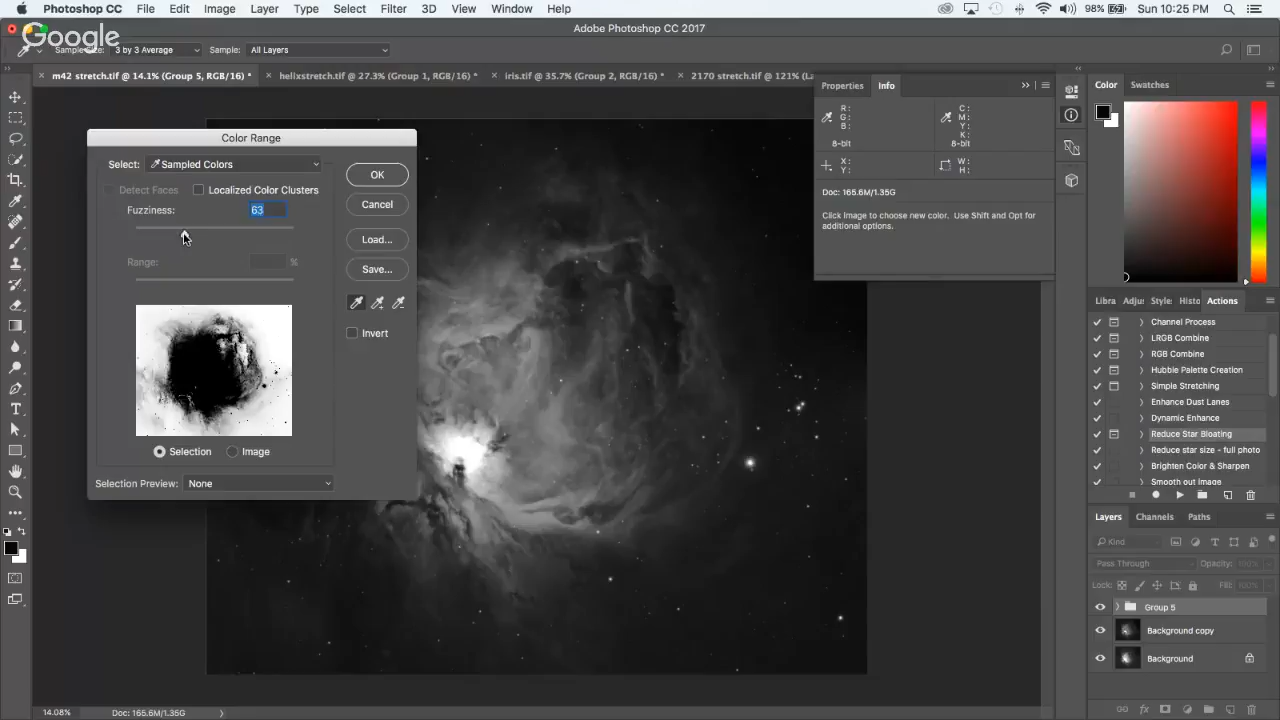 Photoshop CC File Edit Image Layer Type Select Filter 3D View Window Help 98% Sun 10:25 PM
Adobe Photoshop CC 2017
Google
Sample Size: 3 by 3 Average Sample: All Layers
m42 stretch.tif @ 14.1% (Group 5, RGB/16) * helixstretch.tif @ 27.3% (Group 1, RGB/16) * iris.tif @ 35.7% (Group 2, RGB/16) * 2170 stretch.tif @ 121% (La
Color Range
Select: Sampled Colors
Detect Faces Localized Color Clusters
Fuzziness: 63
Range: %
Selection Image
Selection Preview: None
OK
Cancel
Load...
Save...
Invert
Properties Info
R: C:
G: M:
B: Y:
K:
8-bit 8-bit
X: W:
Y: H:
Doc: 165.6M/1.35G
Click Image to choose new color. Use Shift and Opt for
additional options.
Color Swatches
Libra Adju: Style: Histo Actions
Channel Process
LRGB Combine
RGB Combine
Hubble Palette Creation
Simple Stretching
Enhance Dust Lanes
Dynamic Enhance
Reduce Star Bloating
Reduce star size - full photo
Brighten Color & Sharpen
Smooth out image
Layers Channels Paths
Kind
Pass Through Opacity: 100%
Lock: Fill: 100%
Group 5
Background copy
Background
14.08% Doc: 165.6M/1.35G